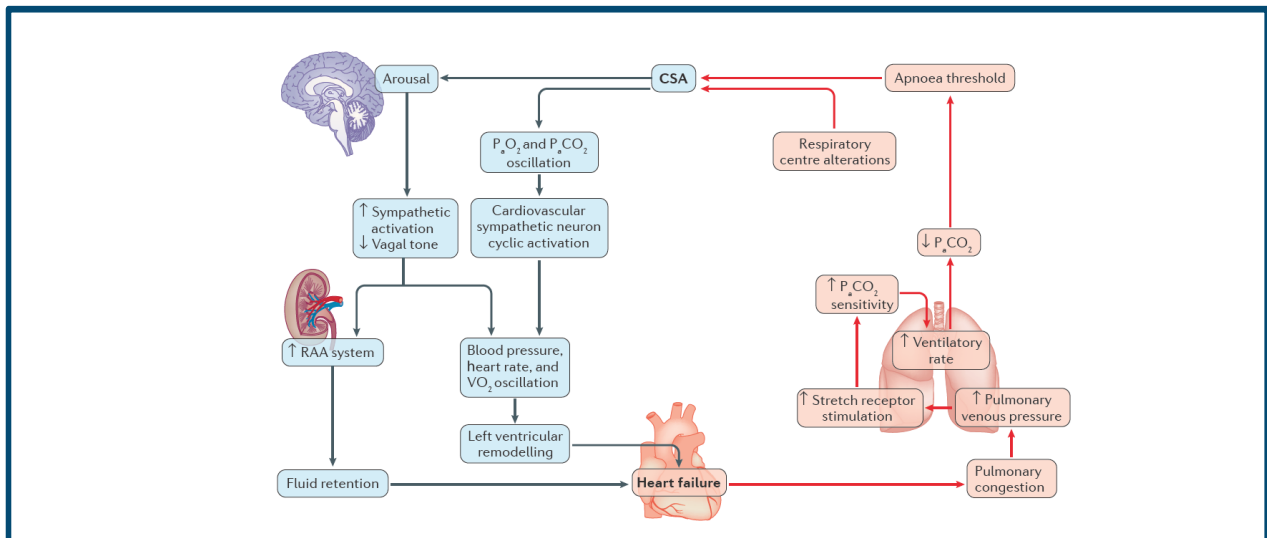 Arousal
CSA
Apnoea threshold
PₐO₂ and PₐCO₂
oscillation
Respiratory
centre alterations
↑ Sympathetic
activation
↓ Vagal tone
Cardiovascular
sympathetic neuron
cyclic activation
↓ PₐCO₂
↑ PₐCO₂
sensitivity
↑ RAA system
Blood pressure,
heart rate, and
VO₂ oscillation
↑ Ventilatory
rate
↑ Stretch receptor
stimulation
↑ Pulmonary
venous pressure
Left ventricular
remodelling
Fluid retention
Heart failure
Pulmonary
congestion